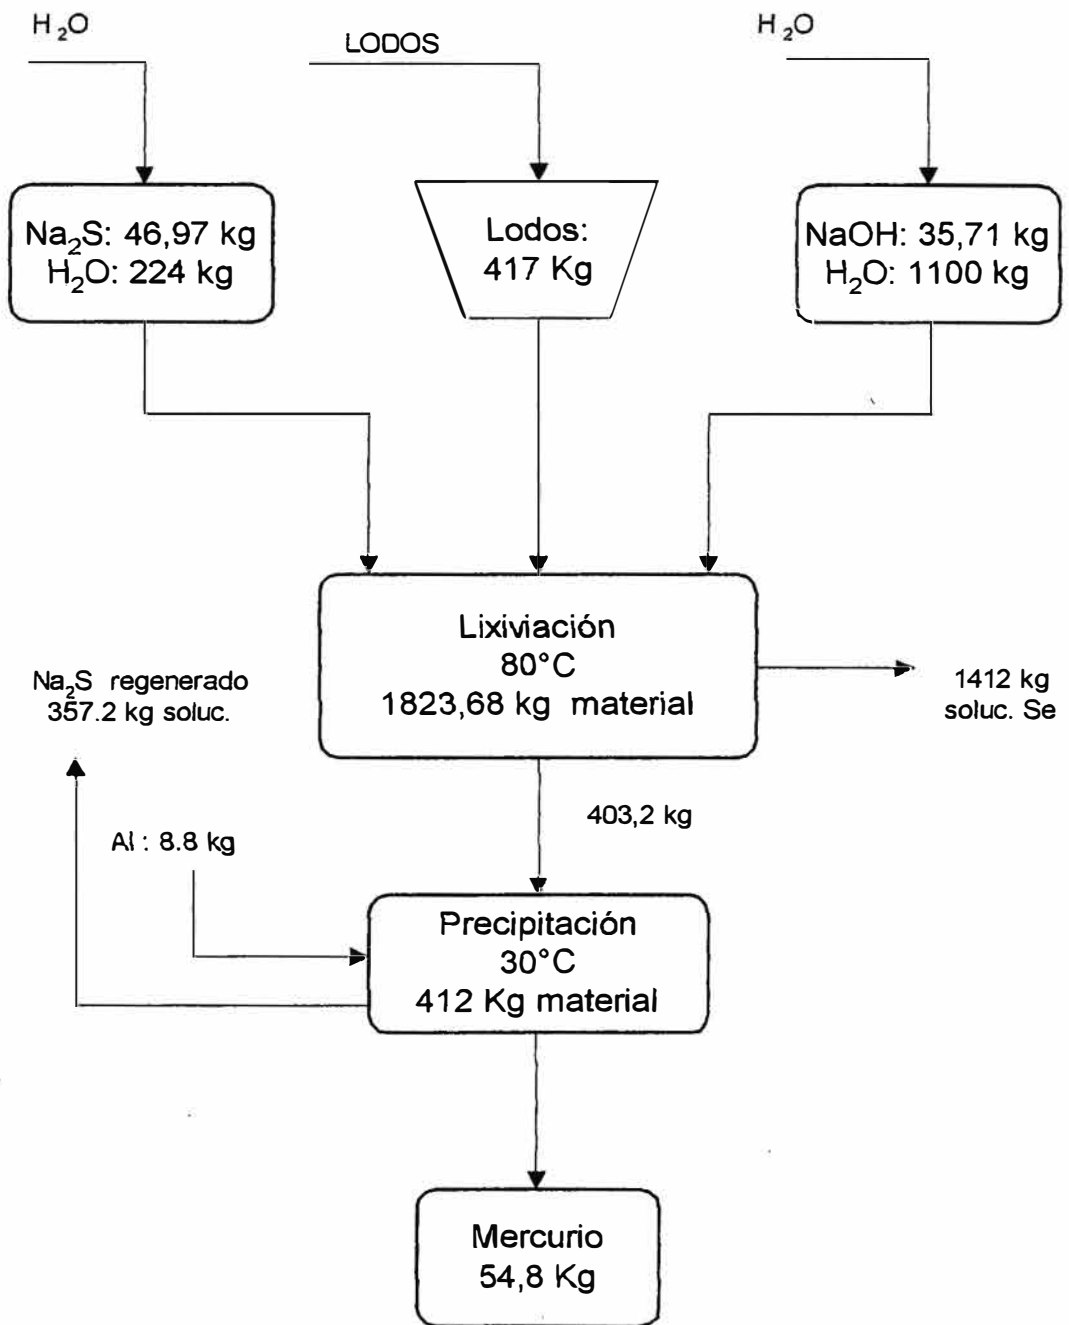 H₂O
LODOS
H₂O
Na₂S: 46,97 kg
H₂O: 224 kg
Lodos:
417 Kg
NaOH: 35,71 kg
H₂O: 1100 kg
Lixiviación
80°C
1823,68 kg material
Na₂S regenerado
357.2 kg soluc.
1412 kg
soluc. Se
403,2 kg
Al : 8.8 kg
Precipitación
30°C
412 Kg material
Mercurio
54,8 Kg